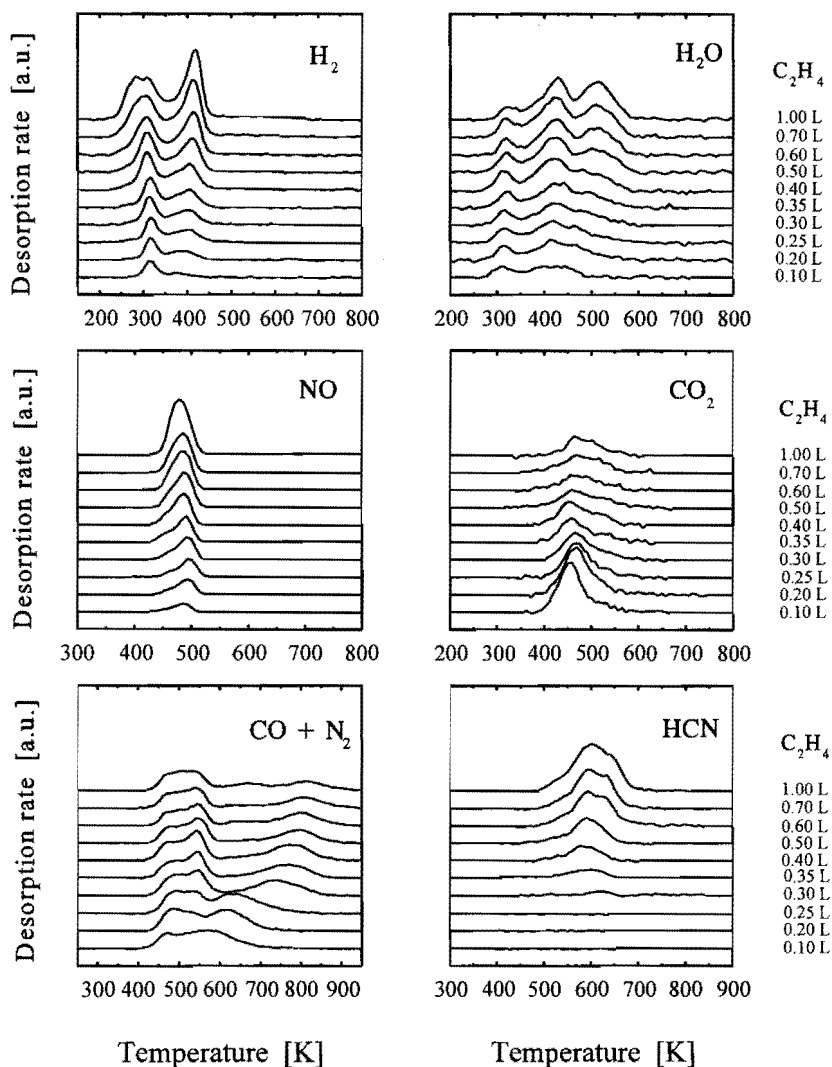 H₂
H₂O
C₂H₄
Desorption rate [a.u.]
1.00 L
0.70 L
0.60 L
0.50 L
0.40 L
0.35 L
0.30 L
0.25 L
0.20 L
0.10 L
200 300 400 500 600 700 800
200 300 400 500 600 700 800
NO
CO₂
C₂H₄
Desorption rate [a.u.]
1.00 L
0.70 L
0.60 L
0.50 L
0.40 L
0.35 L
0.30 L
0.25 L
0.20 L
0.10 L
300 400 500 600 700 800
200 300 400 500 600 700 800
CO + N₂
HCN
C₂H₄
Desorption rate [a.u.]
1.00 L
0.70 L
0.60 L
0.50 L
0.40 L
0.35 L
0.30 L
0.25 L
0.20 L
0.10 L
300 400 500 600 700 800 900
300 400 500 600 700 800 900
Temperature [K]
Temperature [K]